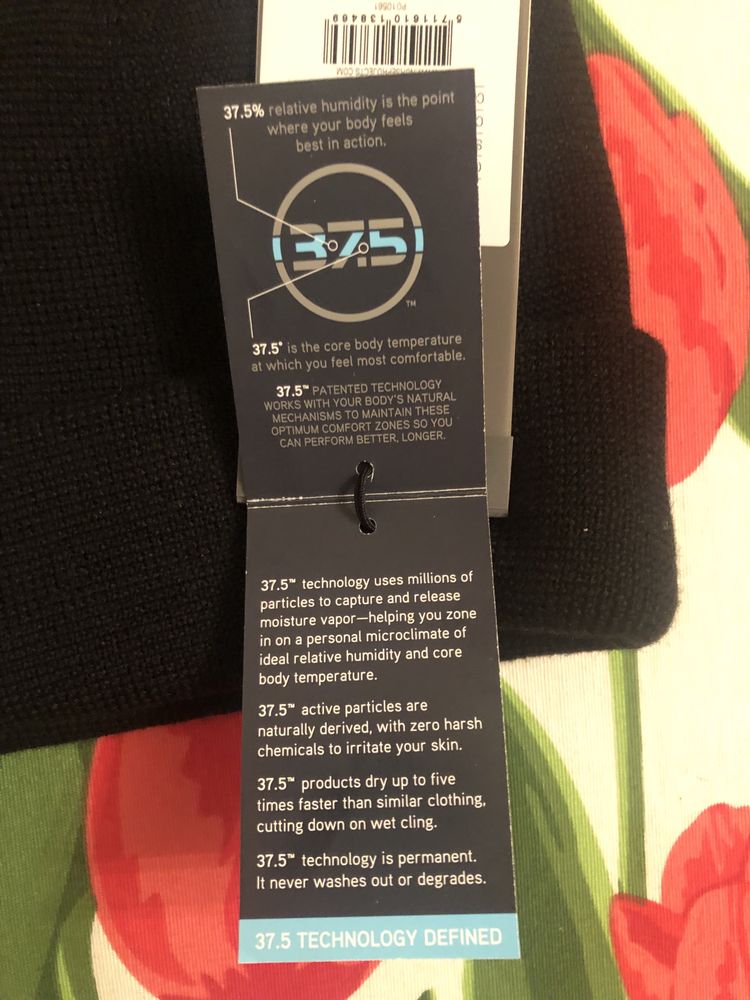 P010561
5711610138469
NORSEPROJECTS.COM
37.5% relative humidity is the point
where your body feels
best in action.
37.5
™
37.5° is the core body temperature
at which you feel most comfortable.
37.5™ PATENTED TECHNOLOGY
WORKS WITH YOUR BODY'S NATURAL
MECHANISMS TO MAINTAIN THESE
OPTIMUM COMFORT ZONES SO YOU
CAN PERFORM BETTER, LONGER.
37.5™ technology uses millions of
particles to capture and release
moisture vapor—helping you zone
in on a personal microclimate of
ideal relative humidity and core
body temperature.
37.5™ active particles are
naturally derived, with zero harsh
chemicals to irritate your skin.
37.5™ products dry up to five
times faster than similar clothing,
cutting down on wet cling.
37.5™ technology is permanent.
It never washes out or degrades.
37.5 TECHNOLOGY DEFINED